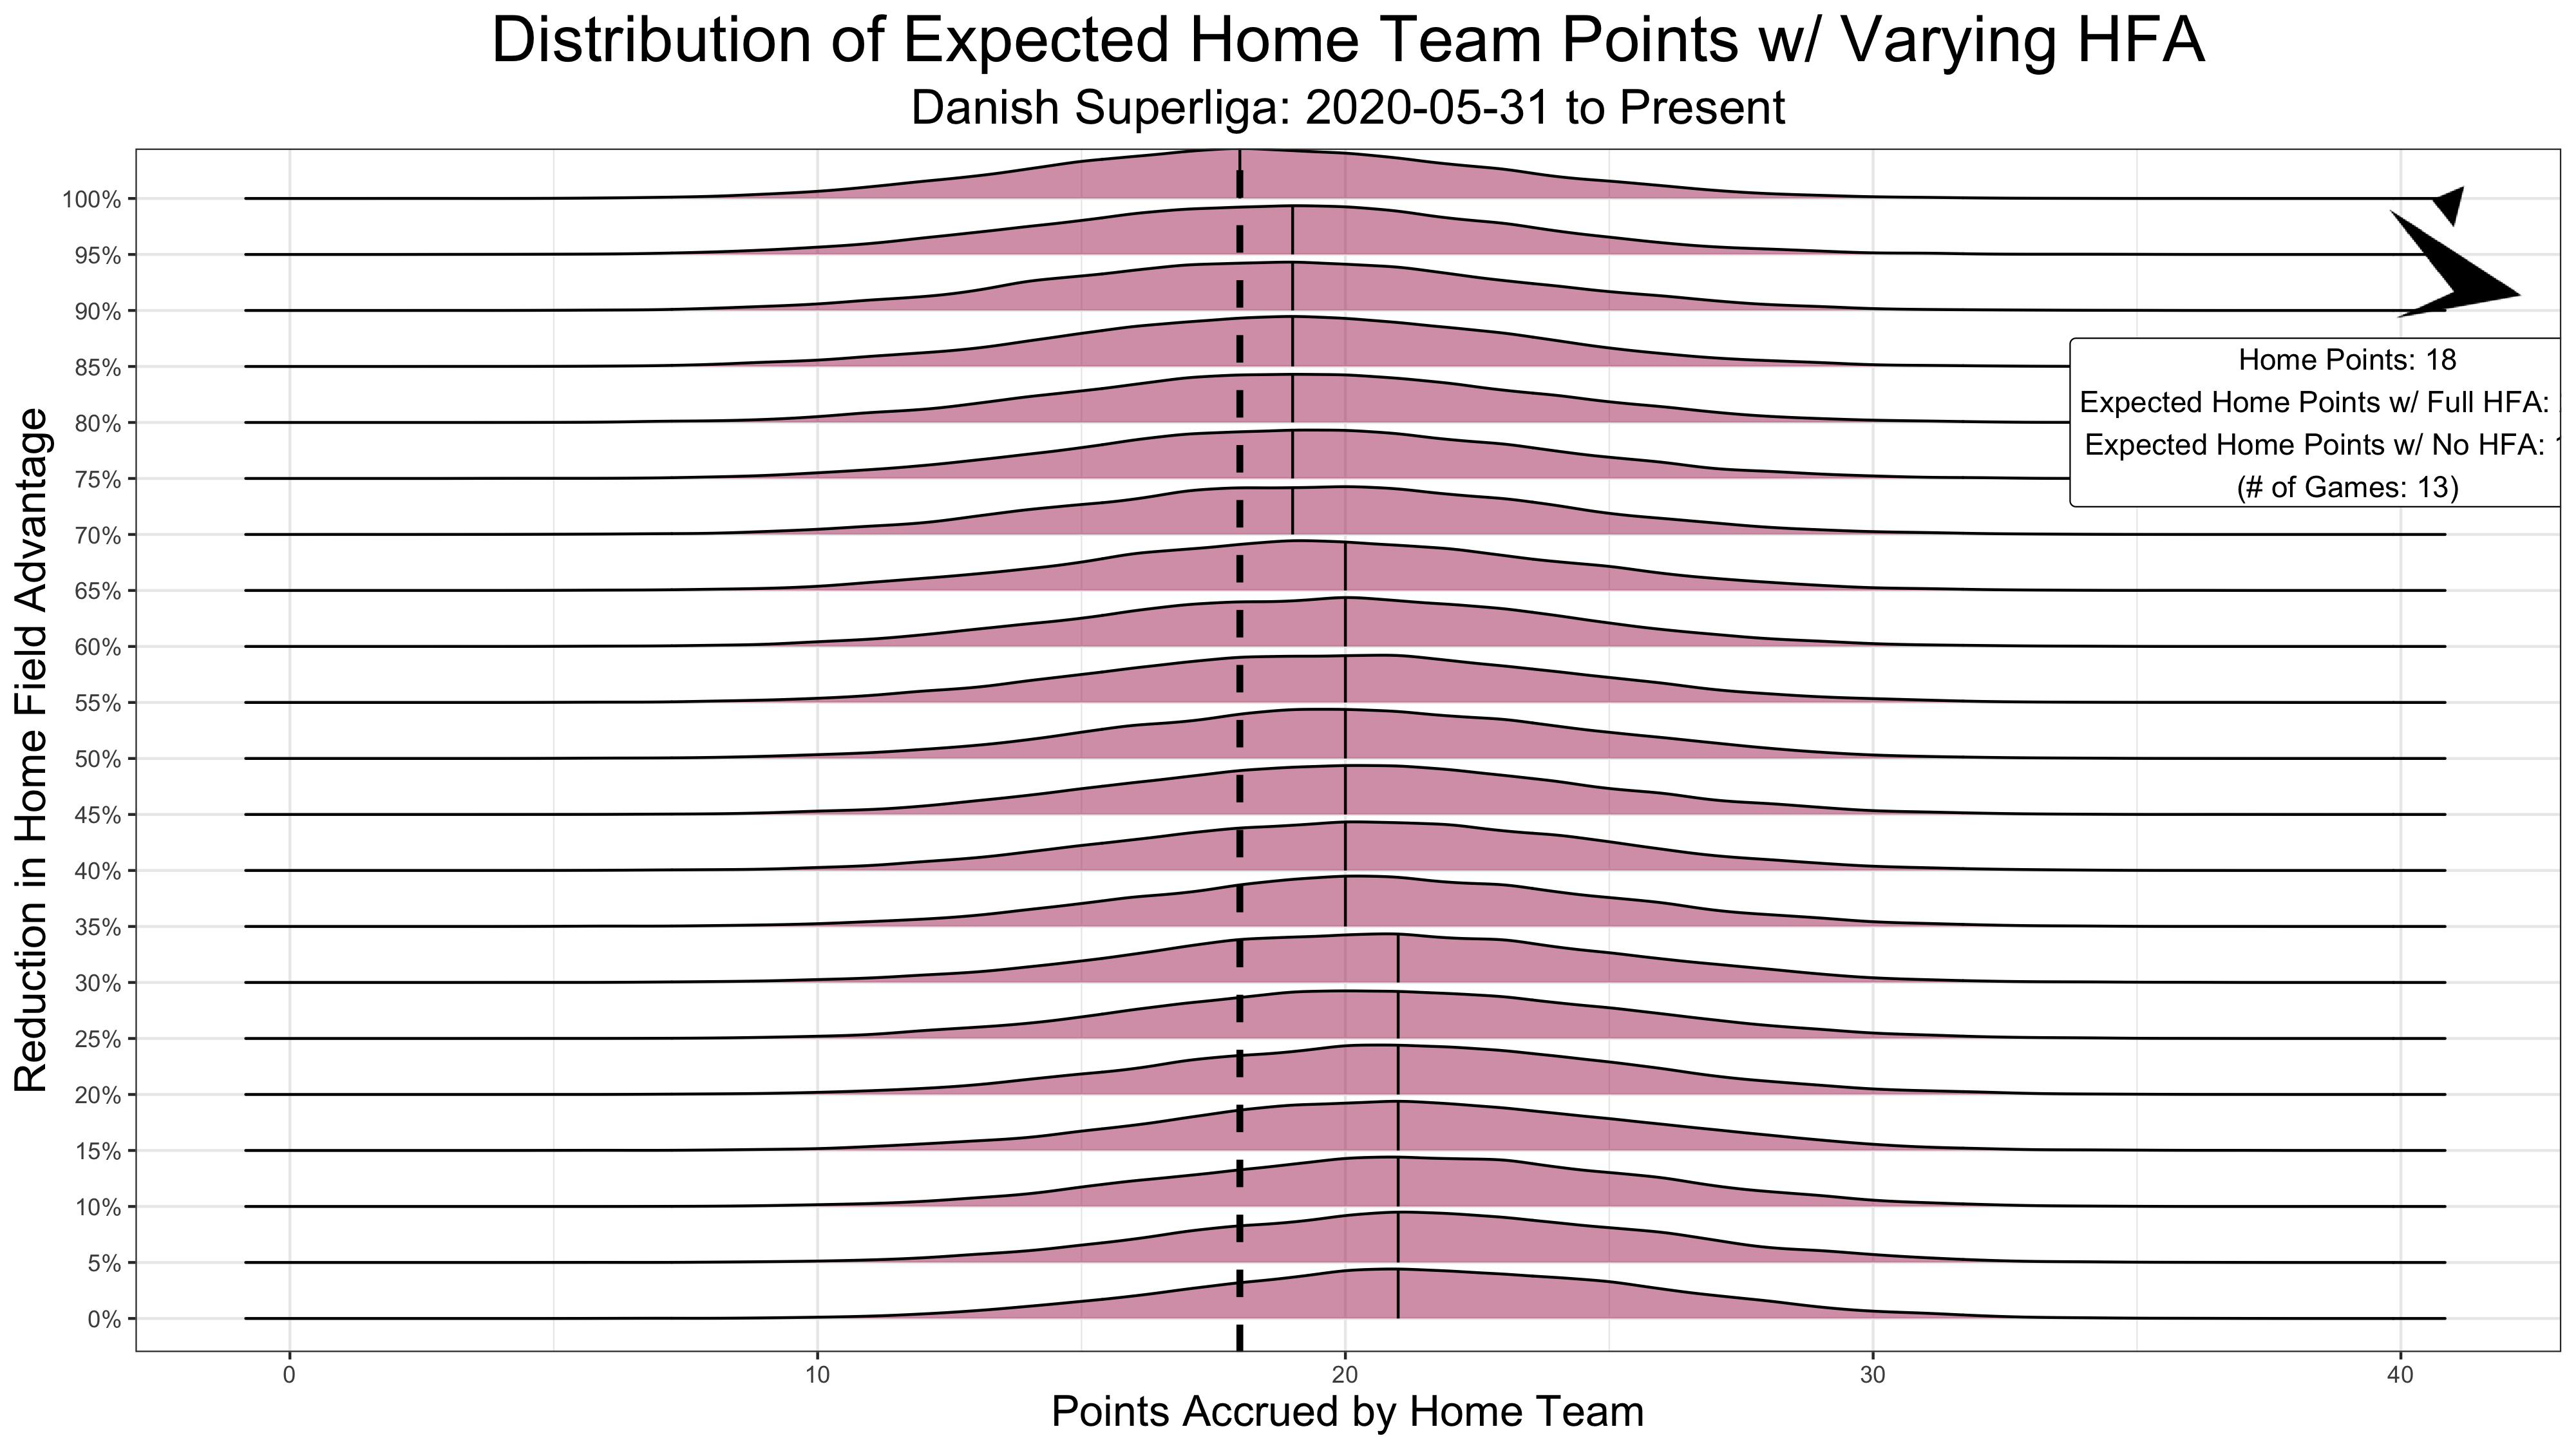 Distribution of Expected Home Team Points w/ Varying HFA
Danish Superliga: 2020-05-31 to Present
Reduction in Home Field Advantage
100%
95%
90%
85%
80%
75%
70%
65%
60%
55%
50%
45%
40%
35%
30%
25%
20%
15%
10%
5%
0%
Home Points: 18
Expected Home Points w/ Full HFA:
Expected Home Points w/ No HFA:
(# of Games: 13)
0 10 20 30 40
Points Accrued by Home Team